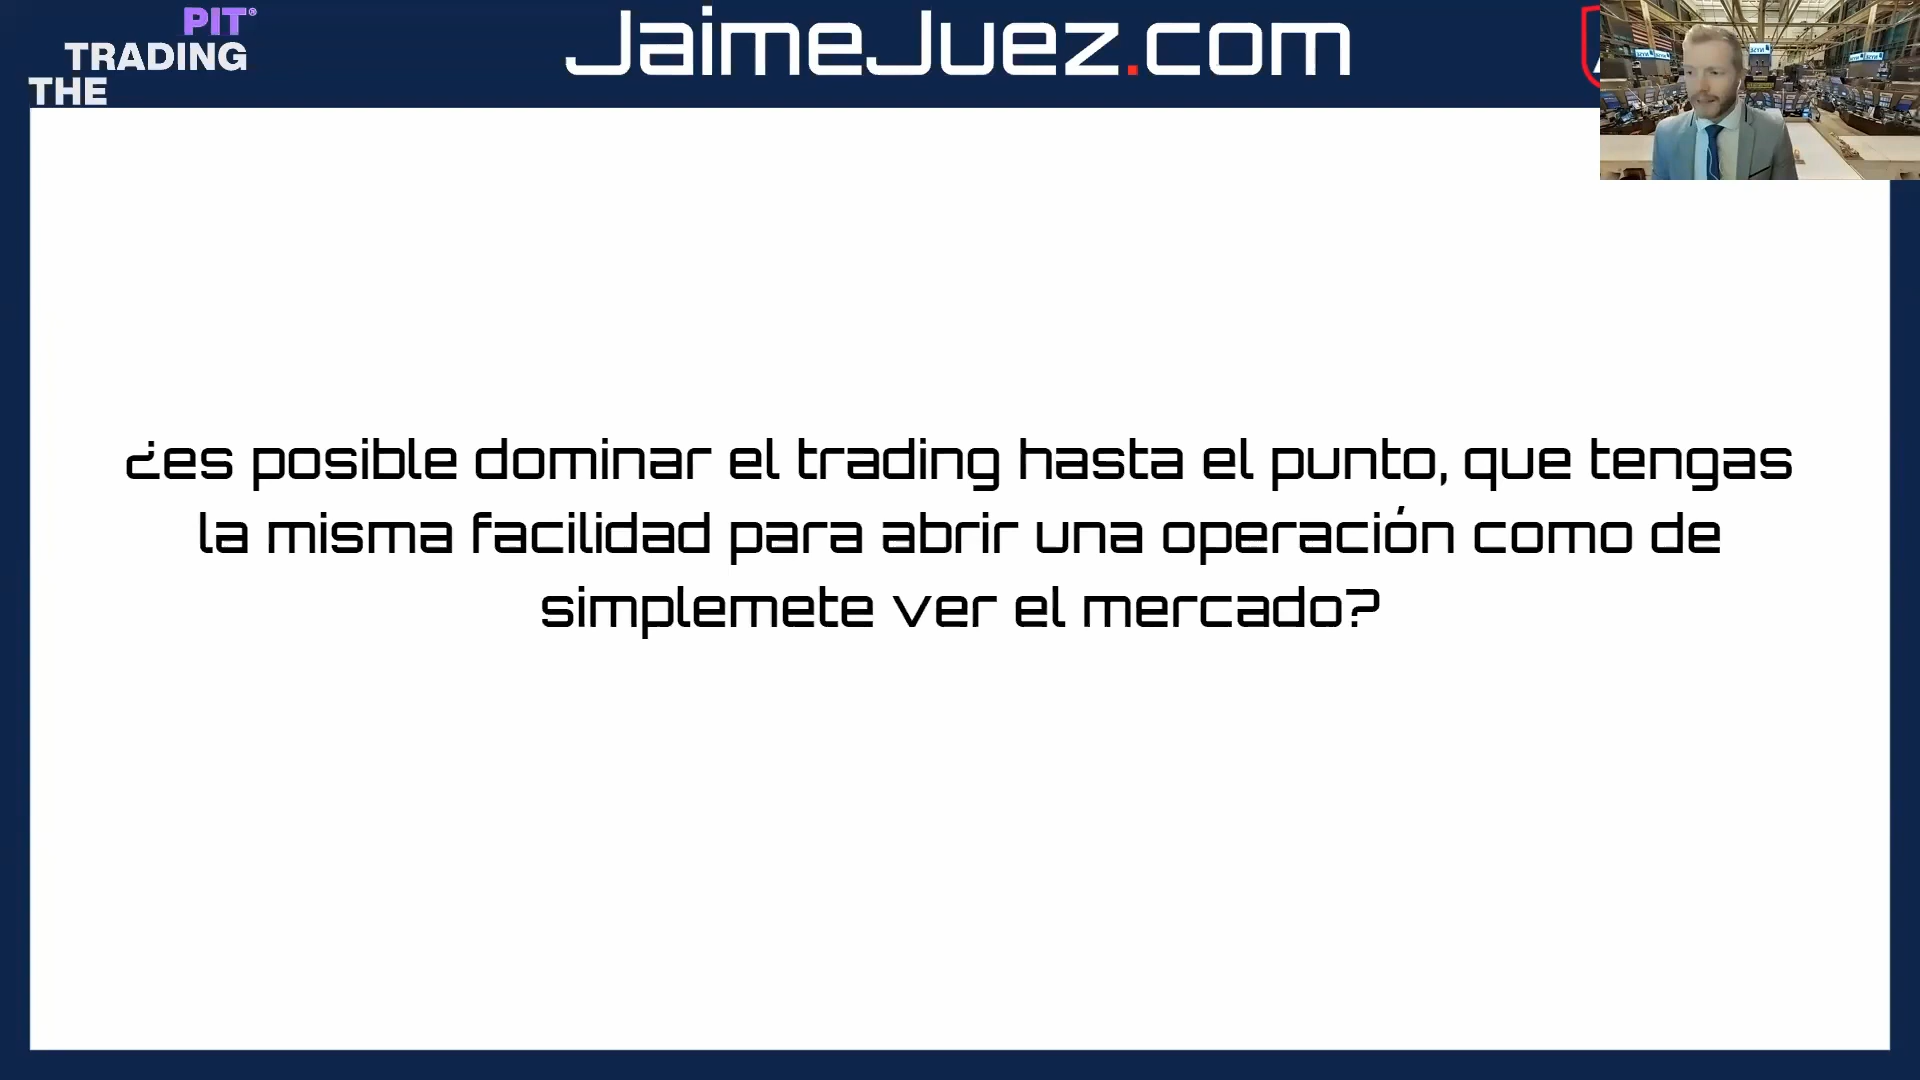 PIT®
TRADING
THE
JaimeJuez.com
¿es posible dominar el trading hasta el punto, que tengas
la misma facilidad para abrir una operación como de
simplemete ver el mercado?